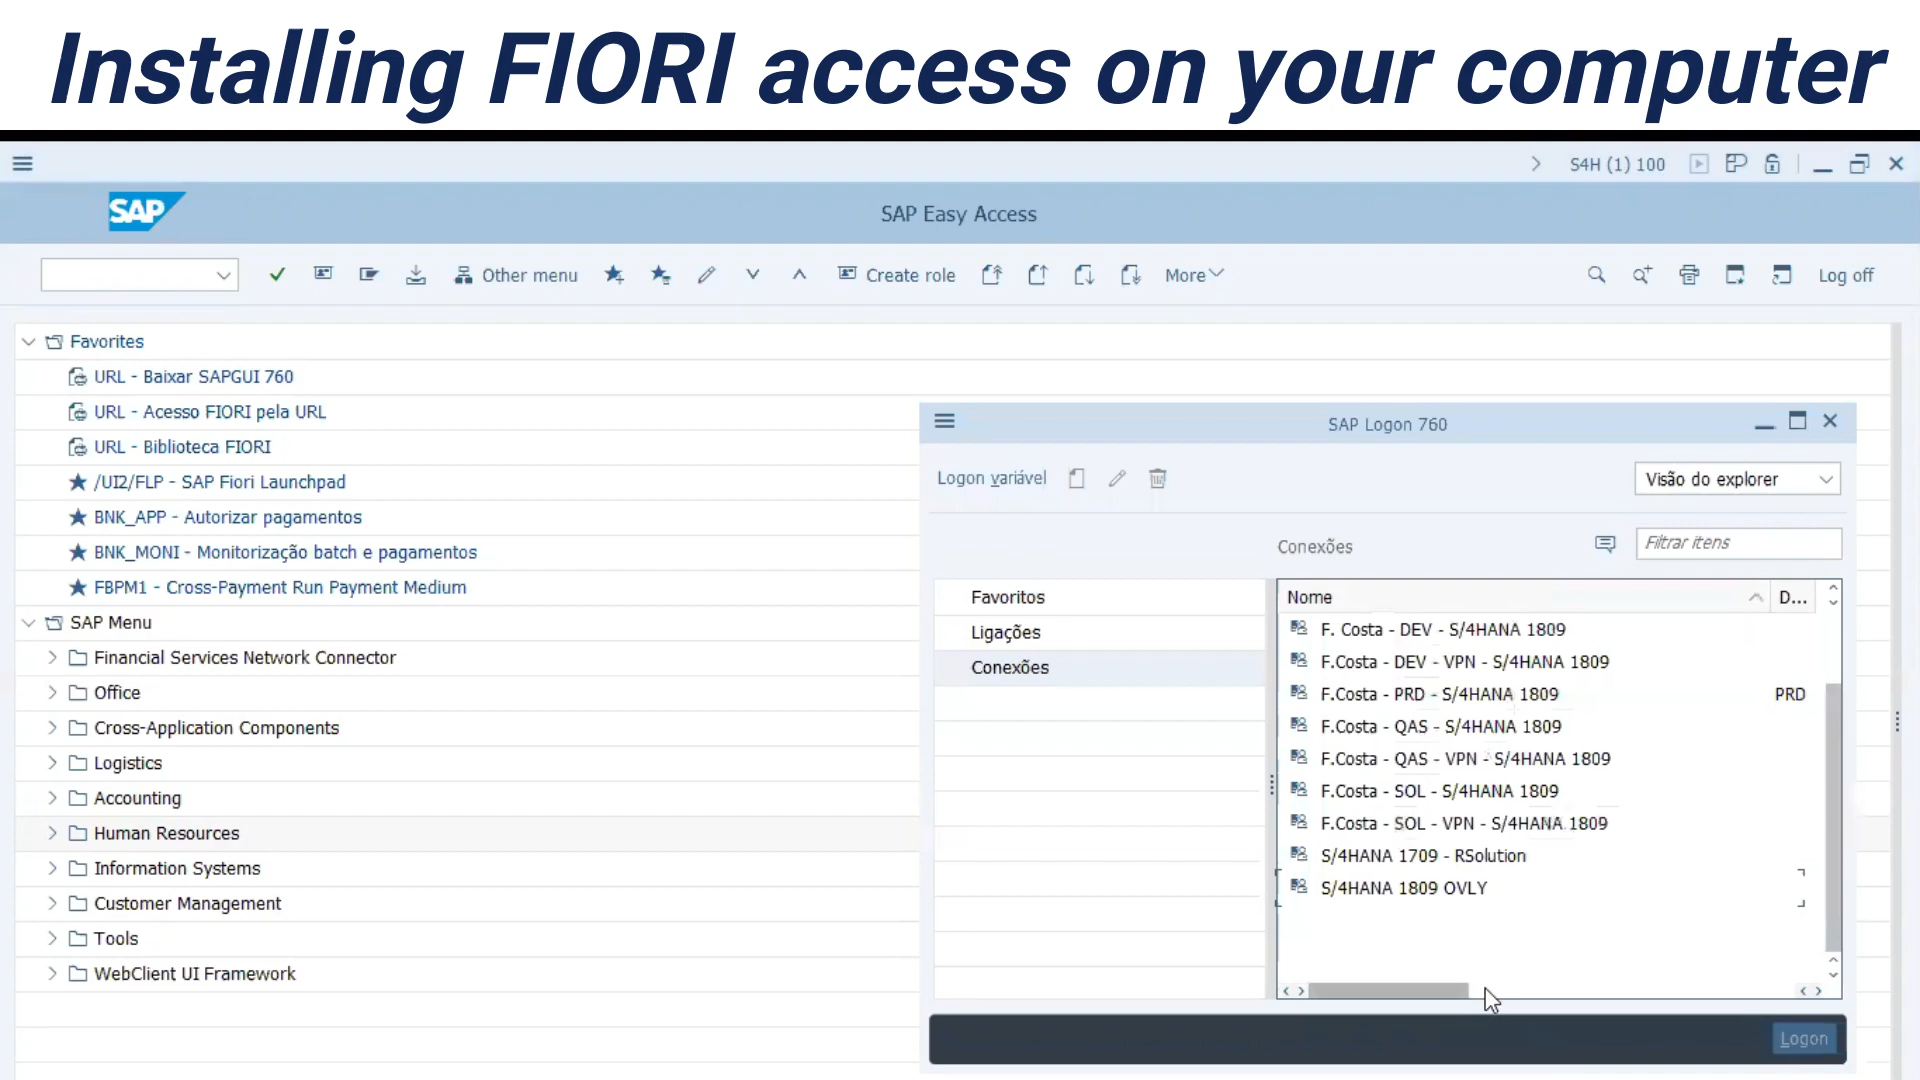 Installing FIORI access on your computer
S4H (1) 100
SAP
SAP Easy Access
Other menu
Create role
More
Log off
Favorites
URL - Baixar SAPGUI 760
URL - Acesso FIORI pela URL
URL - Biblioteca FIORI
/UI2/FLP - SAP Fiori Launchpad
BNK_APP - Autorizar pagamentos
BNK_MONI - Monitorização batch e pagamentos
FBPM1 - Cross-Payment Run Payment Medium
SAP Menu
Financial Services Network Connector
Office
Cross-Application Components
Logistics
Accounting
Human Resources
Information Systems
Customer Management
Tools
WebClient UI Framework
SAP Logon 760
Logon variável
Visão do explorer
Conexões
Filtrar itens
Favoritos
Ligações
Conexões
Nome
D...
F. Costa - DEV - S/4HANA 1809
F.Costa - DEV - VPN - S/4HANA 1809
F.Costa - PRD - S/4HANA 1809 PRD
F.Costa - QAS - S/4HANA 1809
F.Costa - QAS - VPN - S/4HANA 1809
F.Costa - SOL - S/4HANA 1809
F.Costa - SOL - VPN - S/4HANA 1809
S/4HANA 1709 - RSolution
S/4HANA 1809 OVLY
Logon